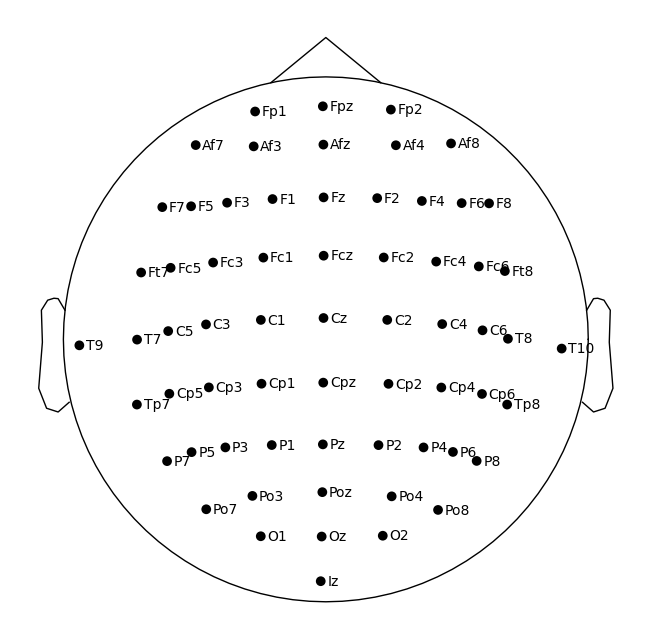 Fp1 Fpz Fp2
Af7 Af3 Afz Af4 Af8
F7 F5 F3 F1 Fz F2 F4 F6 F8
Ft7 Fc5 Fc3 Fc1 Fcz Fc2 Fc4 Fc6 Ft8
T9 T7 C5 C3 C1 Cz C2 C4 C6 T8 T10
Tp7 Cp5 Cp3 Cp1 Cpz Cp2 Cp4 Cp6 Tp8
P7 P5 P3 P1 Pz P2 P4 P6 P8
Po7 Po3 Poz Po4 Po8
O1 Oz O2
Iz